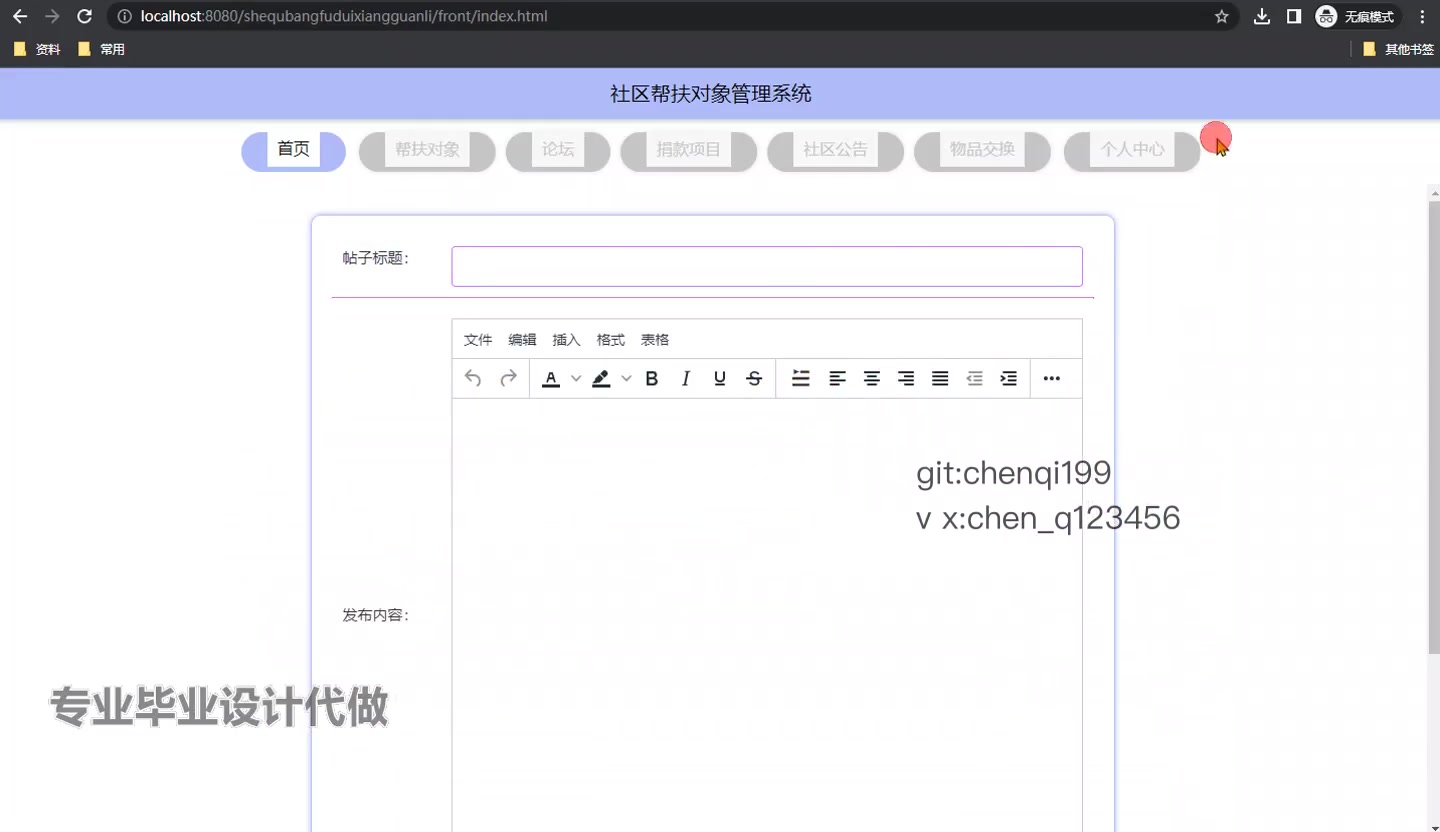 localhost:8080/shequbangfuduixiangguanli/front/index.html
无痕模式
资料 常用 其他书签
社区帮扶对象管理系统
首页 帮扶对象 论坛 捐款项目 社区公告 物品交换 个人中心
帖子标题：
文件 编辑 插入 格式 表格
A B I U S
git:chenqi199
v x:chen_q123456
发布内容：
专业毕业设计代做